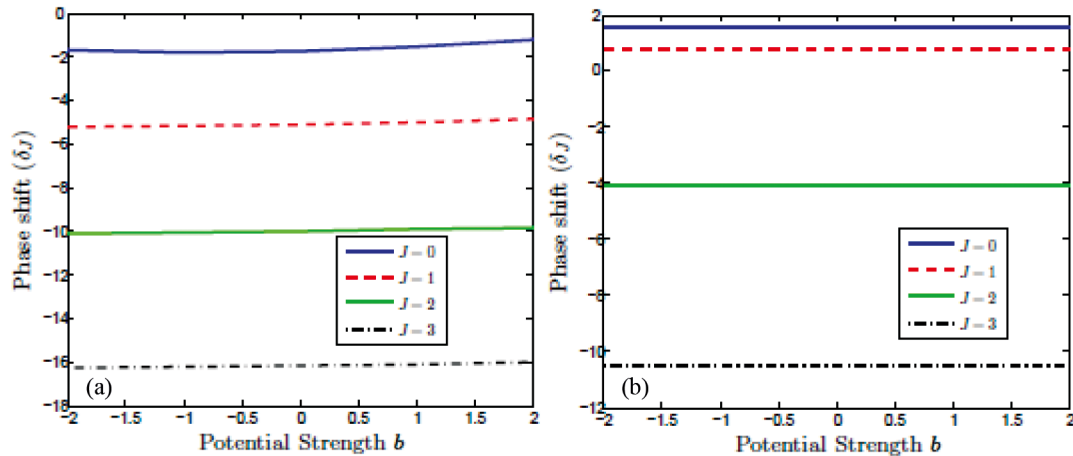 0
−2
−4
−6
−8
−10
−12
−14
−16
−18
Phase shift (δJ)
J = 0
J = 1
J = 2
J = 3
(a)
−2 −1.5 −1 −0.5 0 0.5 1 1.5 2
Potential Strength b
2
0
−2
−4
−6
−8
−10
−12
Phase shift (δJ)
J = 0
J = 1
J = 2
J = 3
(b)
−2 −1.5 −1 −0.5 0 0.5 1 1.5 2
Potential Strength b